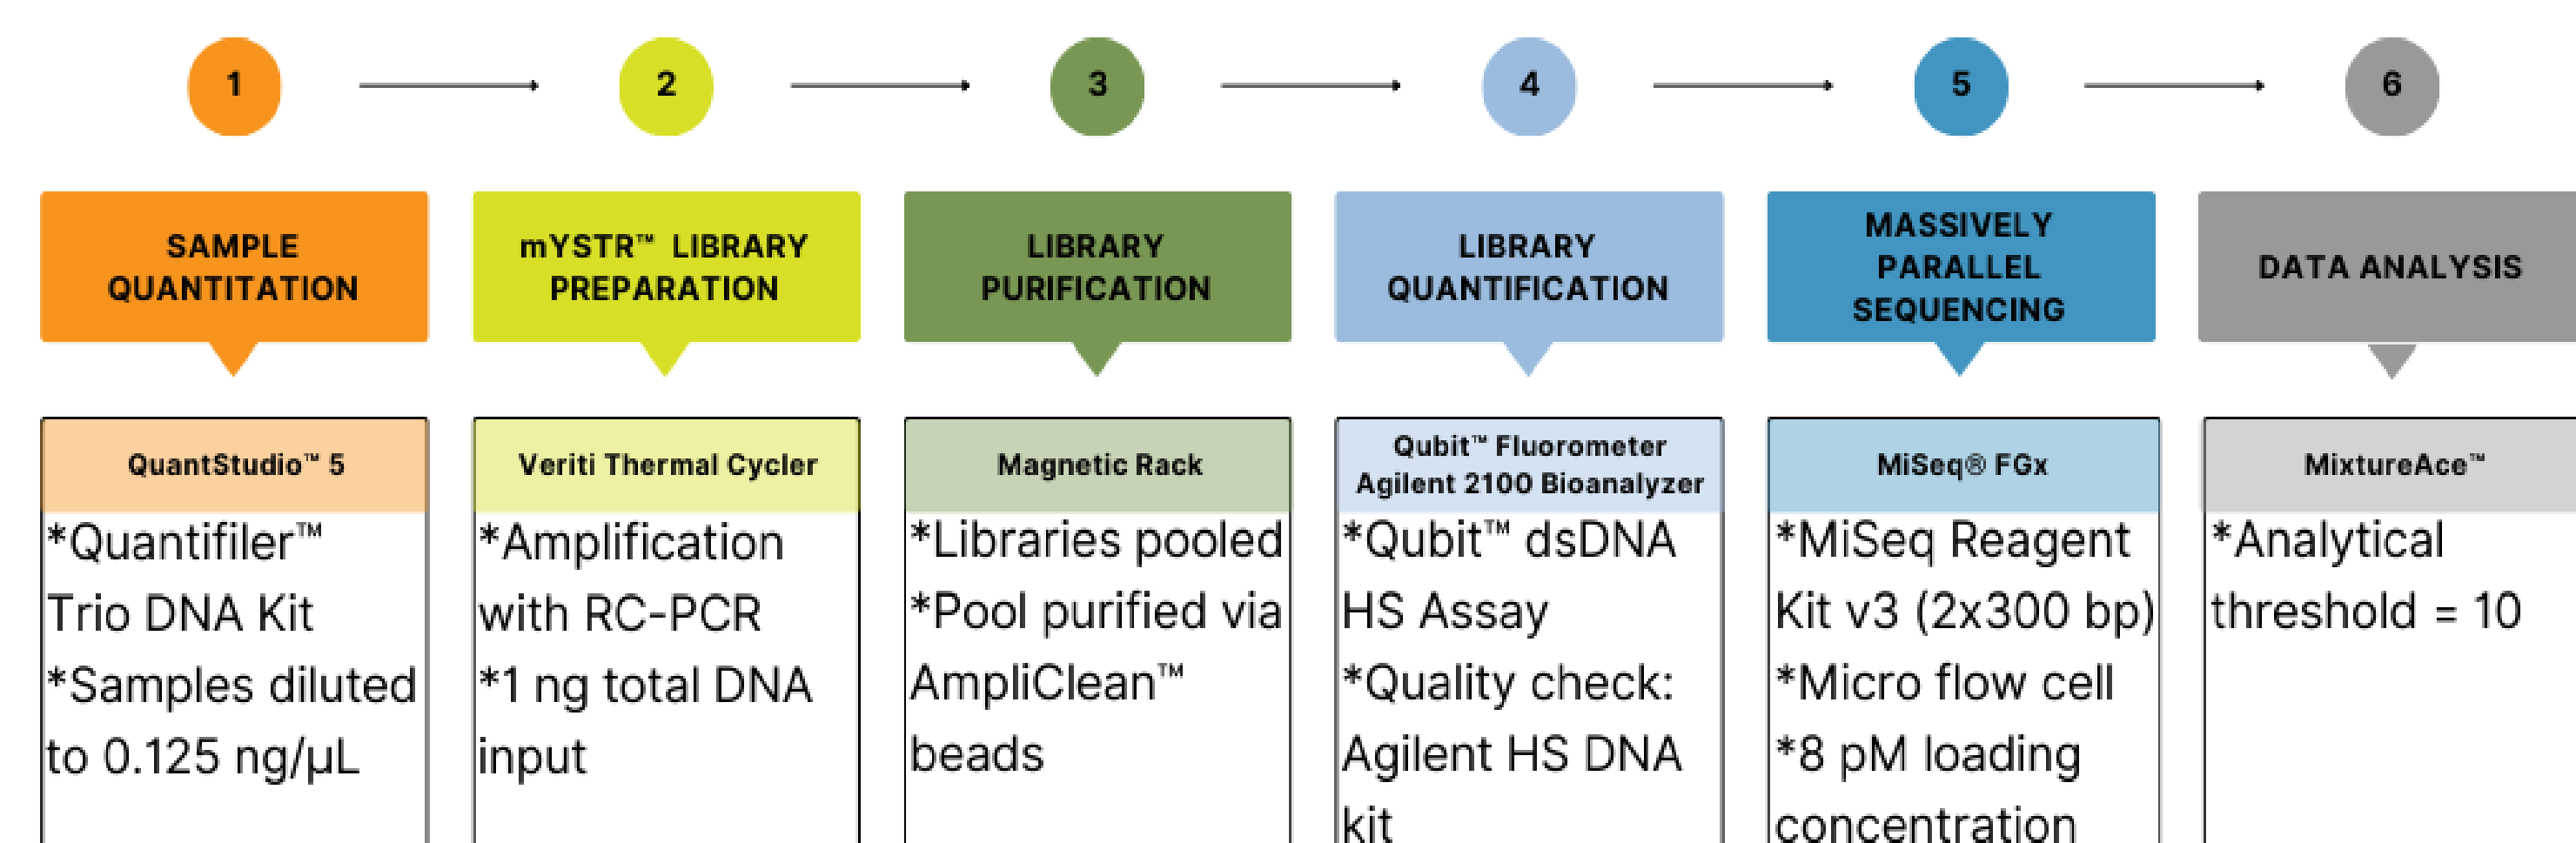 1
2
3
4
5
6
SAMPLE
QUANTITATION
mYSTR™ LIBRARY
PREPARATION
LIBRARY
PURIFICATION
LIBRARY
QUANTIFICATION
MASSIVELY
PARALLEL
SEQUENCING
DATA ANALYSIS
QuantStudio™ 5
*Quantifiler™
Trio DNA Kit
*Samples diluted
to 0.125 ng/µL
Veriti Thermal Cycler
*Amplification
with RC-PCR
*1 ng total DNA
input
Magnetic Rack
*Libraries pooled
*Pool purified via
AmpliClean™
beads
Qubit™ Fluorometer
Agilent 2100 Bioanalyzer
*Qubit™ dsDNA
HS Assay
*Quality check:
Agilent HS DNA
kit
MiSeq® FGx
*MiSeq Reagent
Kit v3 (2x300 bp)
*Micro flow cell
*8 pM loading
concentration
MixtureAce™
*Analytical
threshold = 10